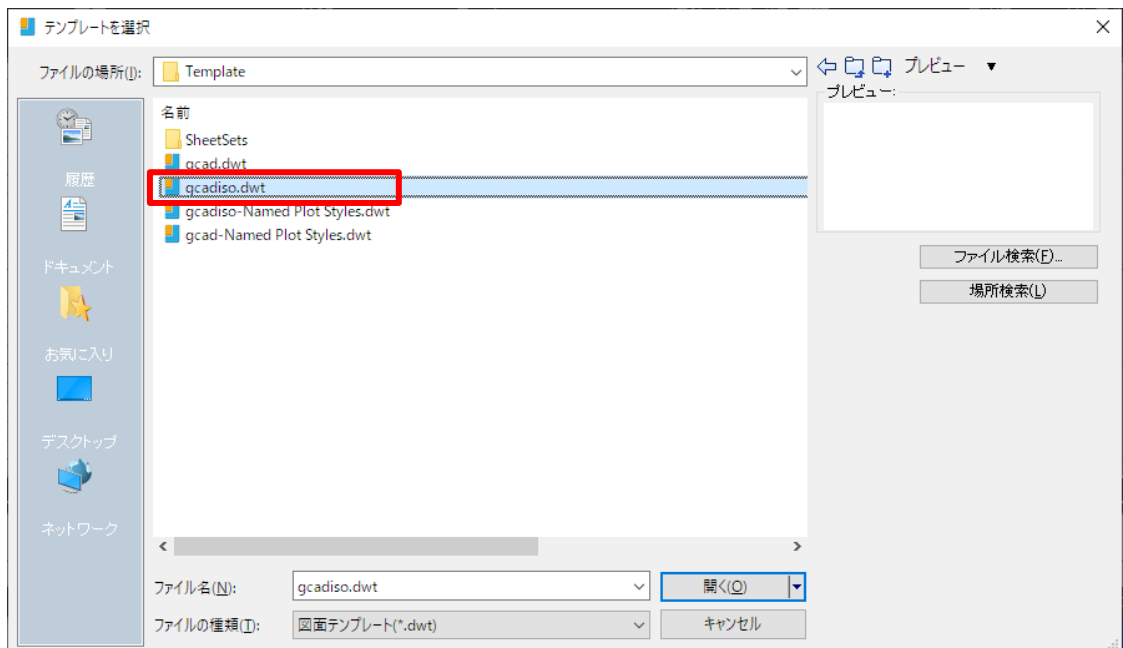 テンプレートを選択
ファイルの場所(I):
Template
プレビュー
プレビュー:
名前
SheetSets
gcad.dwt
gcadiso.dwt
gcadiso-Named Plot Styles.dwt
gcad-Named Plot Styles.dwt
履歴
ドキュメント
お気に入り
デスクトップ
ネットワーク
ファイル検索(F)...
場所検索(L)
ファイル名(N):
gcadiso.dwt
開く(O)
ファイルの種類(T):
図面テンプレート(*.dwt)
キャンセル